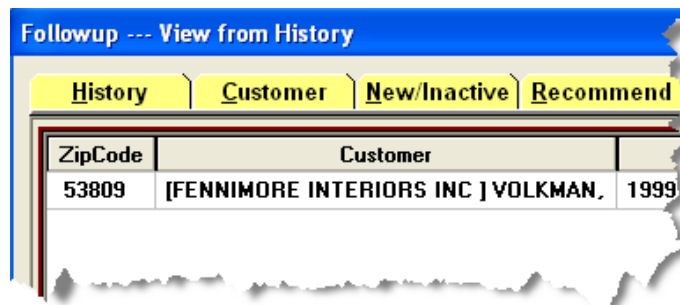 Followup --- View from History
History Customer New/Inactive Recommend
ZipCode Customer
53809 [FENNIMORE INTERIORS INC ] VOLKMAN, 1999